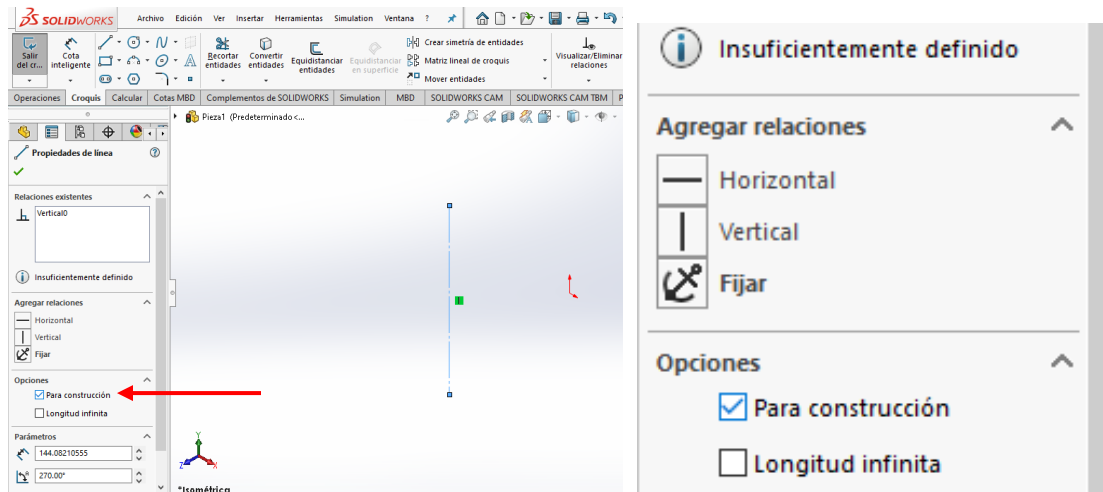 SOLIDWORKS Archivo Edición Ver Insertar Herramientas Simulation Ventana ?
Salir del cr...
Cota inteligente
Recortar entidades
Convertir entidades
Equidistanciar entidades
Equidistanciar en superficie
Crear simetría de entidades
Matriz lineal de croquis
Mover entidades
Visualizar/Eliminar relaciones
Operaciones Croquis Calcular Cotas MBD Complementos de SOLIDWORKS Simulation MBD SOLIDWORKS CAM SOLIDWORKS CAM TBM P
Pieza1 (Predeterminado<...
Propiedades de línea
Relaciones existentes
Vertical0
Insuficientemente definido
Agregar relaciones
Horizontal
Vertical
Fijar
Opciones
Para construcción
Longitud infinita
Parámetros
144.08210555
270.00°
Y
Z X
*Isométrica
Insuficientemente definido
Agregar relaciones
Horizontal
Vertical
Fijar
Opciones
Para construcción
Longitud infinita